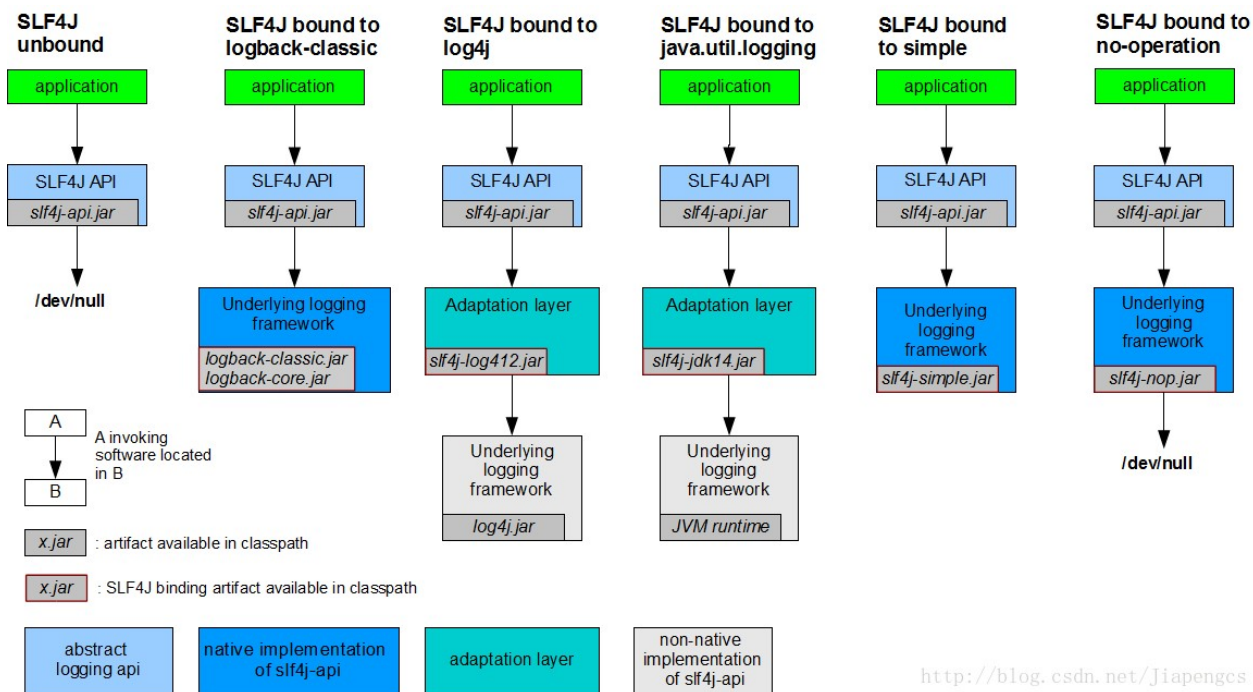 SLF4J
unbound
application
SLF4J API
slf4j-api.jar
/dev/null
SLF4J bound to
logback-classic
application
SLF4J API
slf4j-api.jar
Underlying logging
framework
logback-classic.jar
logback-core.jar
SLF4J bound to
log4j
application
SLF4J API
slf4j-api.jar
Adaptation layer
slf4j-log412.jar
Underlying
logging
framework
log4j.jar
SLF4J bound to
java.util.logging
application
SLF4J API
slf4j-api.jar
Adaptation layer
slf4j-jdk14.jar
Underlying
logging
framework
JVM runtime
SLF4J bound
to simple
application
SLF4J API
slf4j-api.jar
Underlying
logging
framework
slf4j-simple.jar
SLF4J bound to
no-operation
application
SLF4J API
slf4j-api.jar
Underlying
logging
framework
slf4j-nop.jar
/dev/null
A
B
A invoking
software located
in B
x.jar : artifact available in classpath
x.jar : SLF4J binding artifact available in classpath
abstract
logging api
native implementation
of slf4j-api
adaptation layer
non-native
implementation
of slf4j-api
http://blog.csdn.net/Jiapengcs